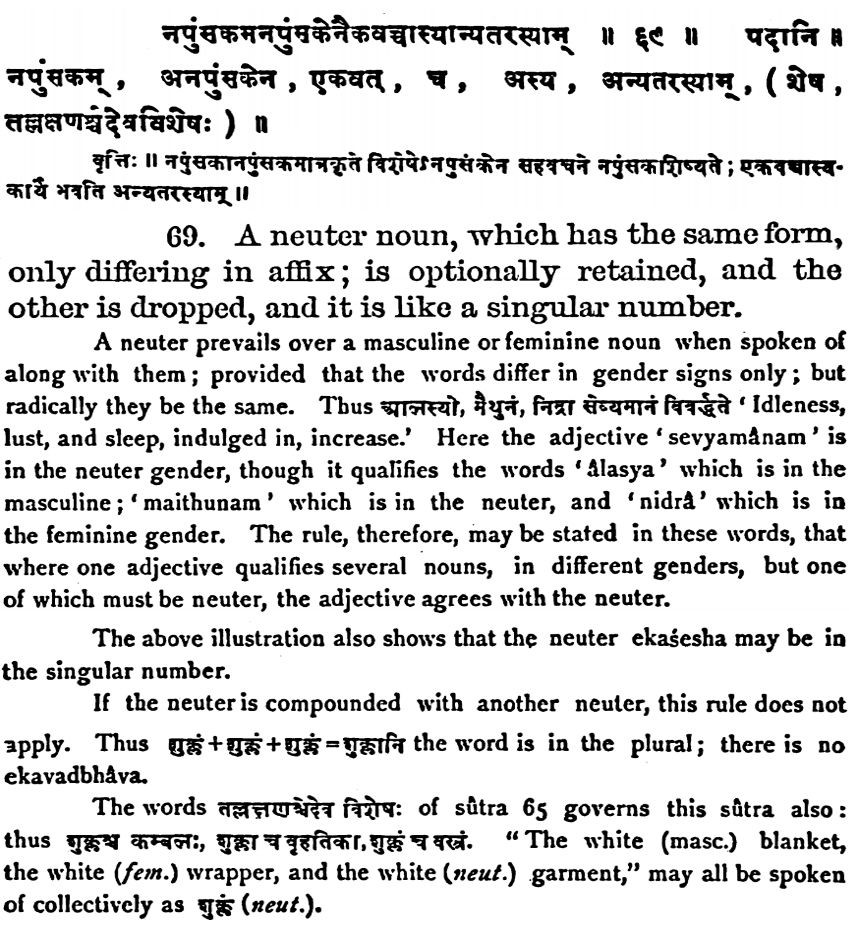 नपुंसकमनपुंसकेनैकवच्चास्यान्यतरस्याम् ॥ ६९ ॥ पदानि ॥
नपुंसकम् , अनपुंसकेन , एकवत् , च , अस्य , अन्यतरस्याम् , ( शेष ,
तल्लक्षणश्चेदेवविशेषः ) ॥
वृत्तिः ॥ नपुंसकानपुंसकमात्रकृते विशेषेऽनपुसंकेन सहवचने नपुंसकशिष्यते ; एकवच्चास्य-
कार्यं भवति अन्यतरस्याम् ॥
69. A neuter noun, which has the same form,
only differing in affix ; is optionally retained, and the
other is dropped, and it is like a singular number.
A neuter prevails over a masculine or feminine noun when spoken of
along with them ; provided that the words differ in gender signs only ; but
radically they be the same. Thus आलस्यो, मैथुनं, निद्रा सेव्यमानं विवर्द्धते ‘ Idleness,
lust, and sleep, indulged in, increase.’ Here the adjective ‘ sevyamânam ’ is
in the neuter gender, though it qualifies the words ‘ âlasya ’ which is in the
masculine ; ‘ maithunam ’ which is in the neuter, and ‘ nidrâ ’ which is in
the feminine gender. The rule, therefore, may be stated in these words, that
where one adjective qualifies several nouns, in different genders, but one
of which must be neuter, the adjective agrees with the neuter.
The above illustration also shows that the neuter ekaśesha may be in
the singular number.
If the neuter is compounded with another neuter, this rule does not
apply. Thus शुक्लं + शुक्लं + शुक्लं = शुक्लानि the word is in the plural ; there is no
ekavadbhâva.
The words तल्लक्षणश्चेदेव विशेषः of sûtra 65 governs this sûtra also :
thus शुक्लश्च कम्बलः, शुक्ला च वृहतिका, शुक्लं च वस्त्रं. “ The white (masc.) blanket,
the white (fem.) wrapper, and the white (neut.) garment,” may all be spoken
of collectively as शुक्लं (neut.).